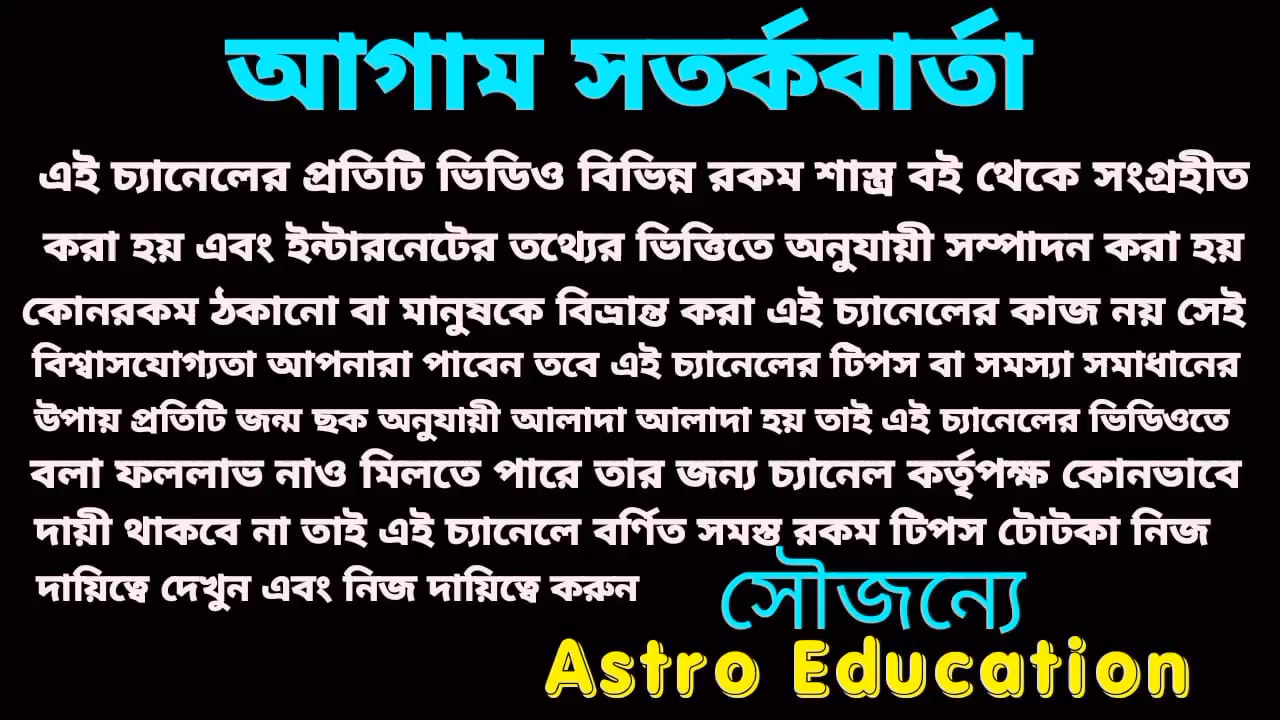 আগাম সতর্কবার্তা
এই চ্যানেলের প্রতিটি ভিডিও বিভিন্ন রকম শাস্ত্র বই থেকে সংগ্রহীত
করা হয় এবং ইন্টারনেটের তথ্যের ভিত্তিতে অনুযায়ী সম্পাদন করা হয়
কোনরকম ঠকানো বা মানুষকে বিভ্রান্ত করা এই চ্যানেলের কাজ নয় সেই
বিশ্বাসযোগ্যতা আপনারা পাবেন তবে এই চ্যানেলের টিপস বা সমস্যা সমাধানের
উপায় প্রতিটি জন্ম ছক অনুযায়ী আলাদা আলাদা হয় তাই এই চ্যানেলের ভিডিওতে
বলা ফললাভ নাও মিলতে পারে তার জন্য চ্যানেল কর্তৃপক্ষ কোনভাবে
দায়ী থাকবে না তাই এই চ্যানেলে বর্ণিত সমস্ত রকম টিপস টোটকা নিজ
দায়িত্বে দেখুন এবং নিজ দায়িত্বে করুন
সৌজন্যে
Astro Education